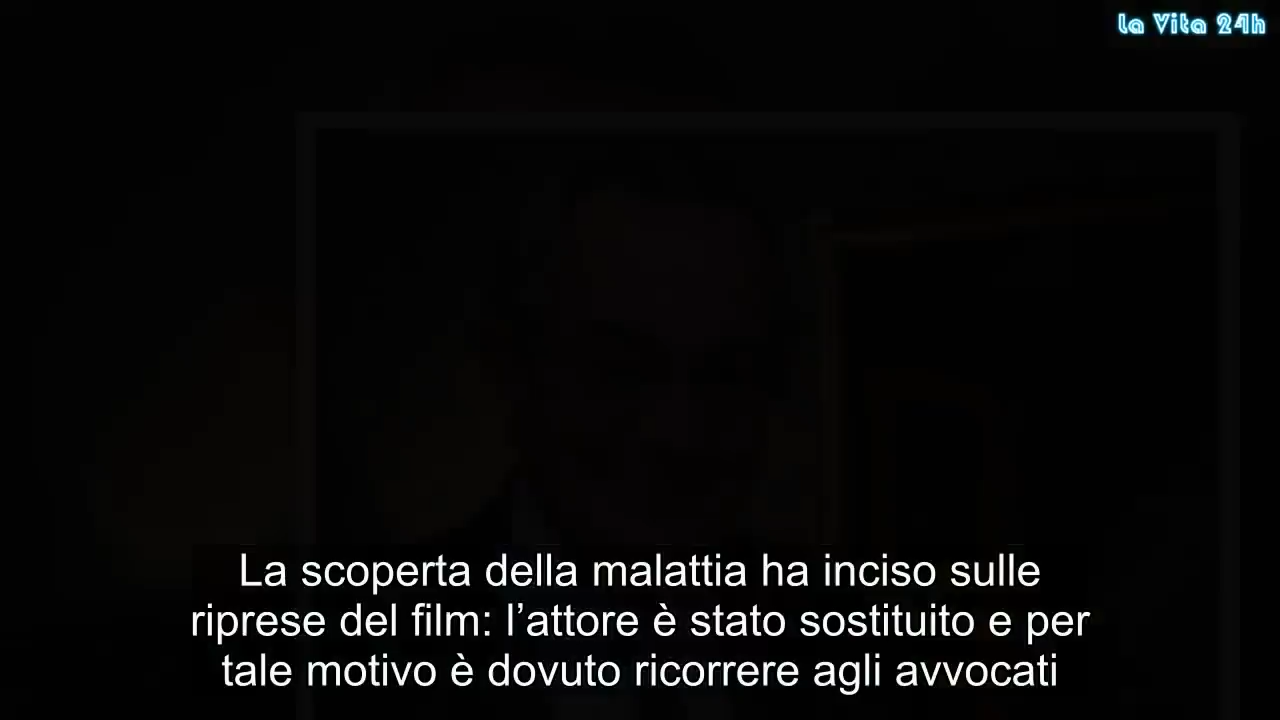 La Vita 24h
La scoperta della malattia ha inciso sulle
riprese del film: l’attore è stato sostituito e per
tale motivo è dovuto ricorrere agli avvocati